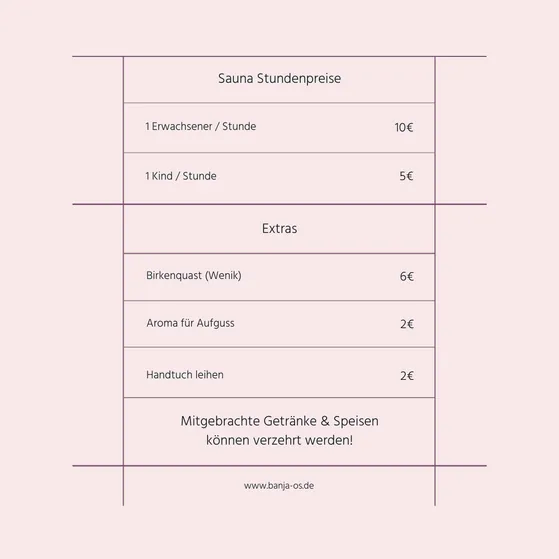 Sauna Stundenpreise
1 Erwachsener / Stunde 10€
1 Kind / Stunde 5€
Extras
Birkenquast (Wenik) 6€
Aroma für Aufguss 2€
Handtuch leihen 2€
Mitgebrachte Getränke & Speisen
können verzehrt werden!
www.banja-os.de